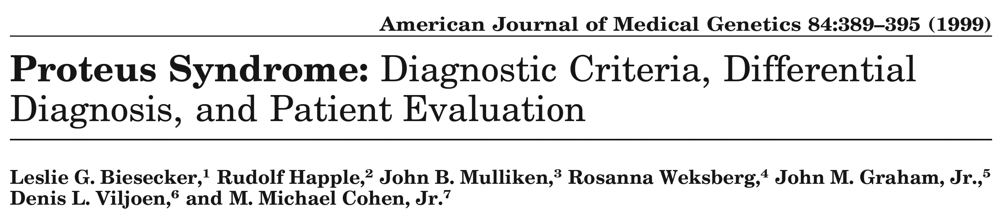 American Journal of Medical Genetics 84:389–395 (1999)
Proteus Syndrome: Diagnostic Criteria, Differential
Diagnosis, and Patient Evaluation
Leslie G. Biesecker,¹ Rudolf Happle,² John B. Mulliken,³ Rosanna Weksberg,⁴ John M. Graham, Jr.,⁵
Denis L. Viljoen,⁶ and M. Michael Cohen, Jr.⁷